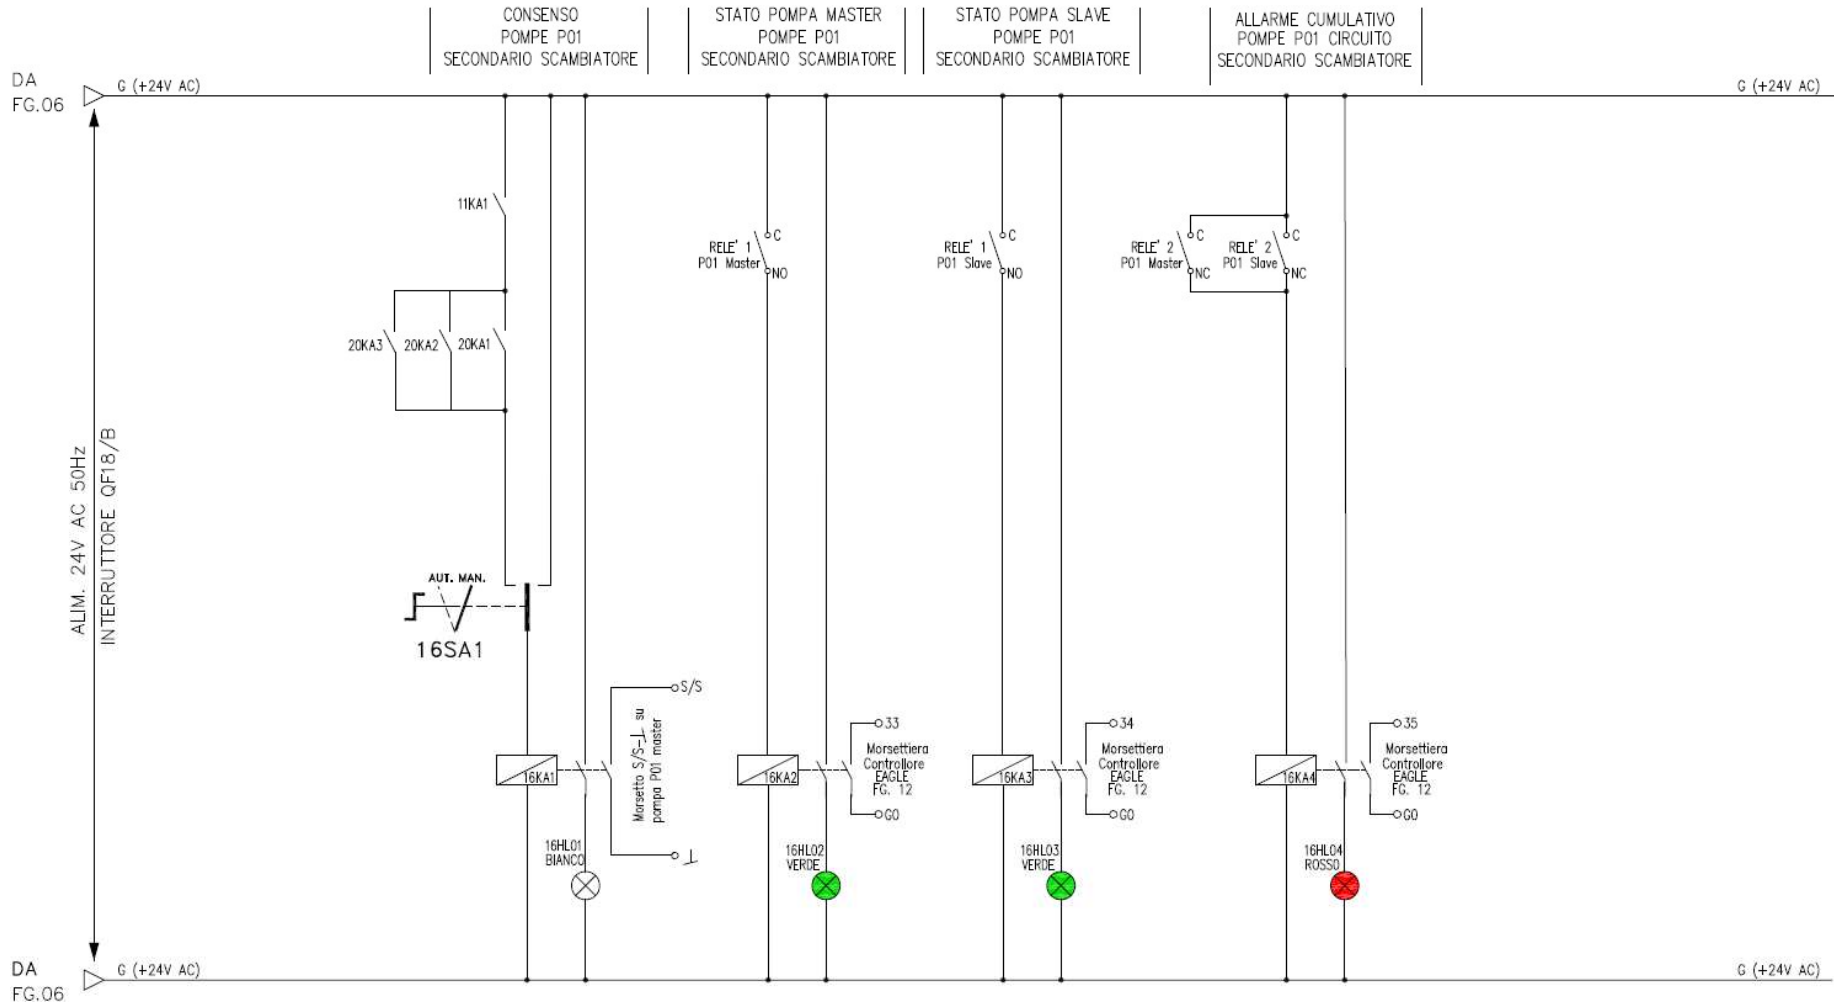 CONSENSO
POMPE P01
SECONDARIO SCAMBIATORE
STATO POMPA MASTER
POMPE P01
SECONDARIO SCAMBIATORE
STATO POMPA SLAVE
POMPE P01
SECONDARIO SCAMBIATORE
ALLARME CUMULATIVO
POMPE P01 CIRCUITO
SECONDARIO SCAMBIATORE
DA
FG.06
G (+24V AC)
G (+24V AC)
ALIM. 24V AC 50Hz
INTERRUTTORE QF18/B
11KA1
20KA3
20KA2
20KA1
AUT. MAN.
16SA1
RELE' 1
P01 Master
C
NO
RELE' 1
P01 Slave
C
NO
RELE' 2
P01 Master
C
NC
RELE' 2
P01 Slave
C
NC
16KA1
S/S
Morsetto S/S-⊥ su
pompa P01 master
⊥
16HL01
BIANCO
16KA2
33
Morsettiera
Controllore
EAGLE
FG. 12
G0
16HL02
VERDE
16KA3
34
Morsettiera
Controllore
EAGLE
FG. 12
G0
16HL03
VERDE
16KA4
35
Morsettiera
Controllore
EAGLE
FG. 12
G0
16HL04
ROSSO
DA
FG.06
G (+24V AC)
G (+24V AC)